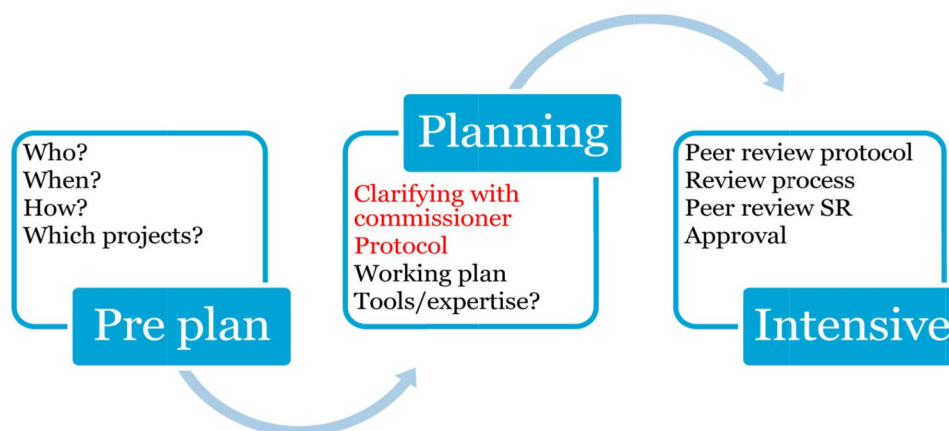 Who?
When?
How?
Which projects?
Pre plan
Planning
Clarifying with
commissioner
Protocol
Working plan
Tools/expertise?
Peer review protocol
Review process
Peer review SR
Approval
Intensive